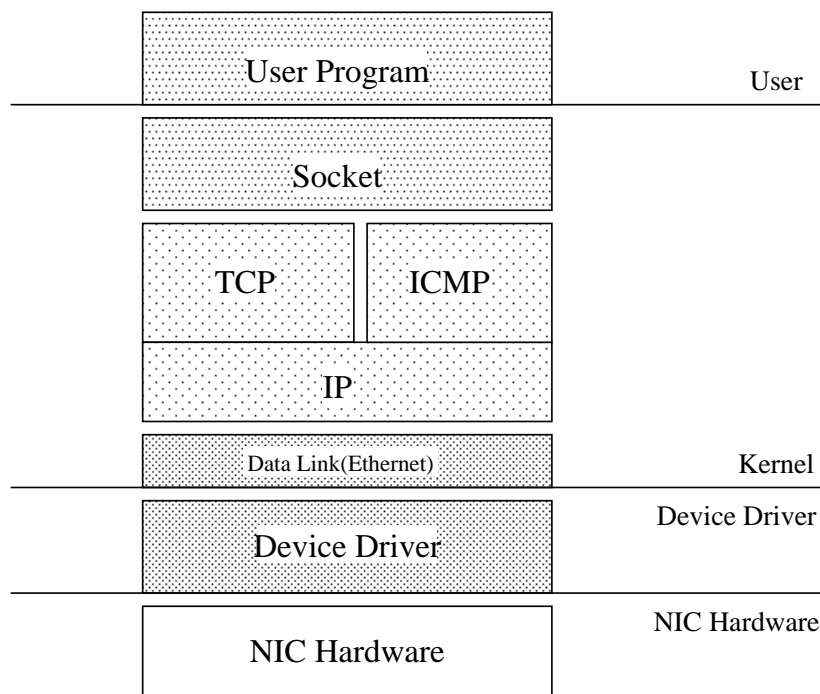 User Program
User
Socket
TCP
ICMP
IP
Data Link(Ethernet)
Kernel
Device Driver
Device Driver
NIC Hardware
NIC Hardware